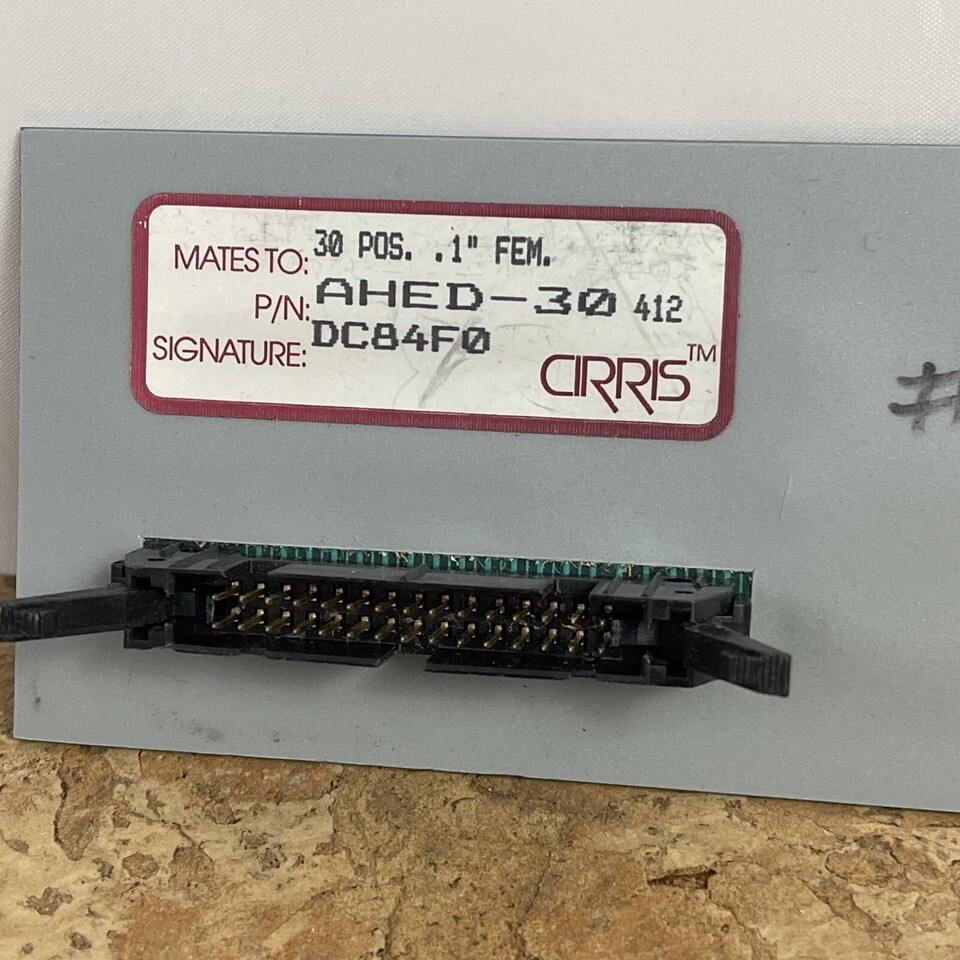 MATES TO: 30 POS. .1" FEM.
P/N: AHED-30 412
SIGNATURE: DC84F0
CIRRIS™
#